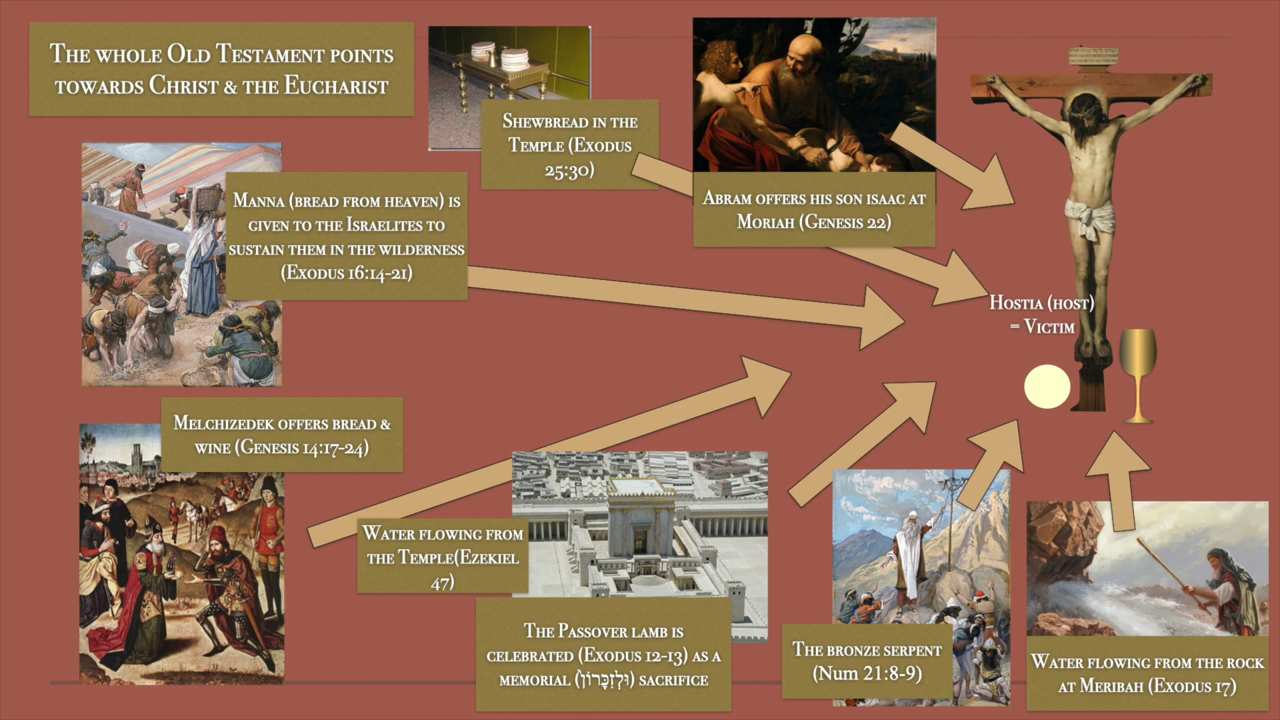 The whole Old Testament points
towards Christ & the Eucharist
Shewbread in the
Temple (Exodus
25:30)
Abram offers his son isaac at
Moriah (Genesis 22)
Manna (bread from heaven) is
given to the Israelites to
sustain them in the wilderness
(Exodus 16:14-21)
Hostia (host)
= Victim
Melchizedek offers bread &
wine (Genesis 14:17-24)
Water flowing from
the Temple(Ezekiel
47)
The Passover lamb is
celebrated (Exodus 12-13) as a
memorial (וּלְזִכָּרוֹן) sacrifice
The bronze serpent
(Num 21:8-9)
Water flowing from the rock
at Meribah (Exodus 17)